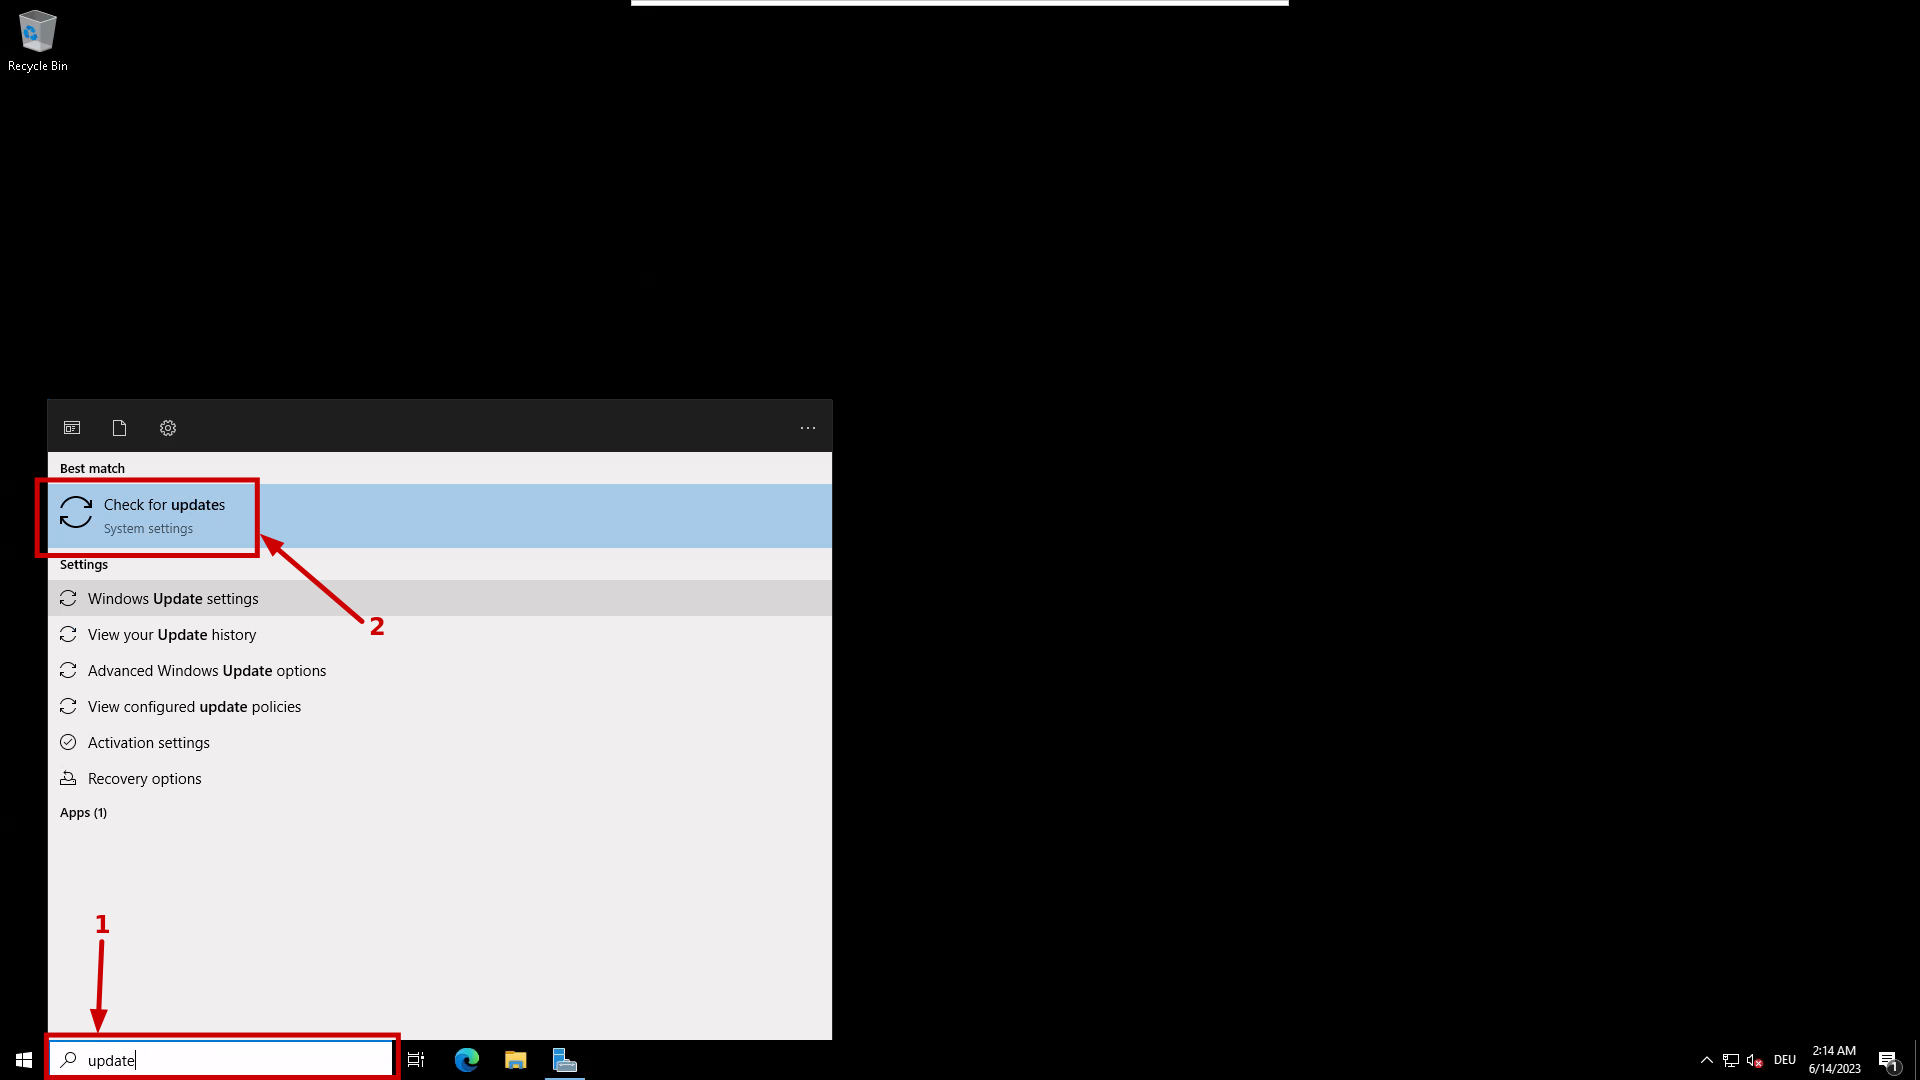 Recycle Bin
...
Best match
Check for updates
System settings
Settings
Windows Update settings
2
View your Update history
Advanced Windows Update options
View configured update policies
Activation settings
Recovery options
Apps (1)
1
update
DEU
2:14 AM
6/14/2023
1